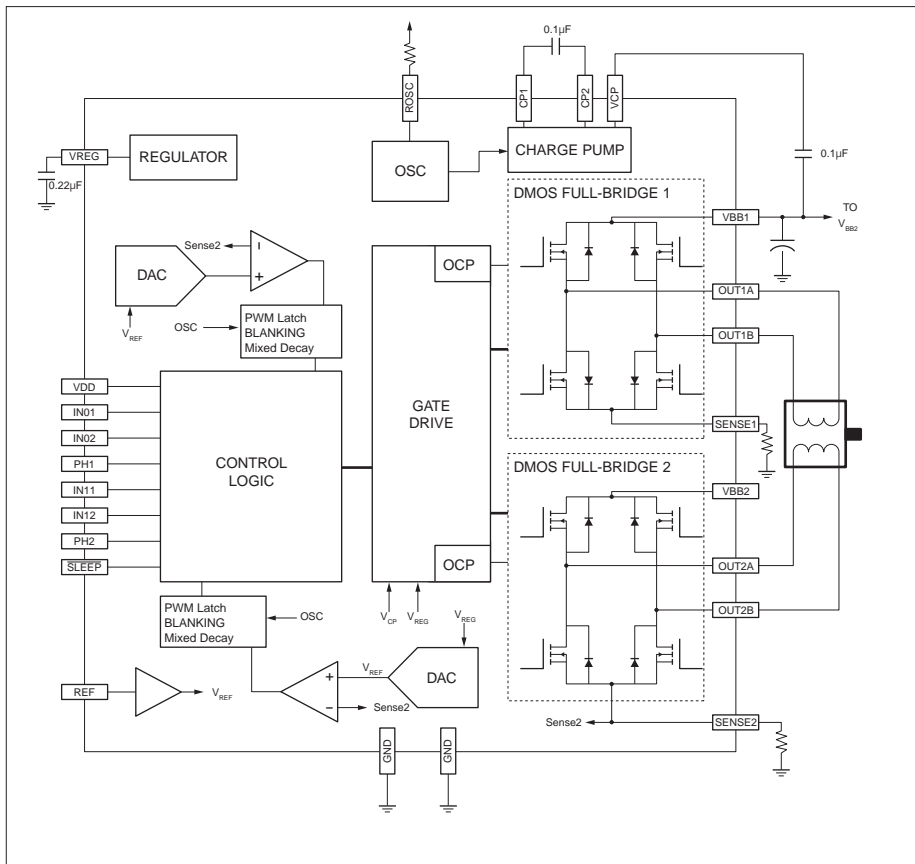 0.1µF
ROSC
CP1
CP2
VCP
VREG
REGULATOR
0.22µF
OSC
CHARGE PUMP
0.1µF
DMOS FULL-BRIDGE 1
VBB1
TO
VBB2
Sense2
DAC
VREF
OSC
PWM Latch
BLANKING
Mixed Decay
OCP
OUT1A
OUT1B
GATE
DRIVE
SENSE1
VDD
IN01
IN02
PH1
IN11
IN12
PH2
SLEEP
CONTROL
LOGIC
DMOS FULL-BRIDGE 2
VBB2
OCP
OUT2A
OUT2B
PWM Latch
BLANKING
Mixed Decay
OSC
VCP
VREG
VREG
REF
VREF
VREF
DAC
Sense2
Sense2
SENSE2
GND
GND